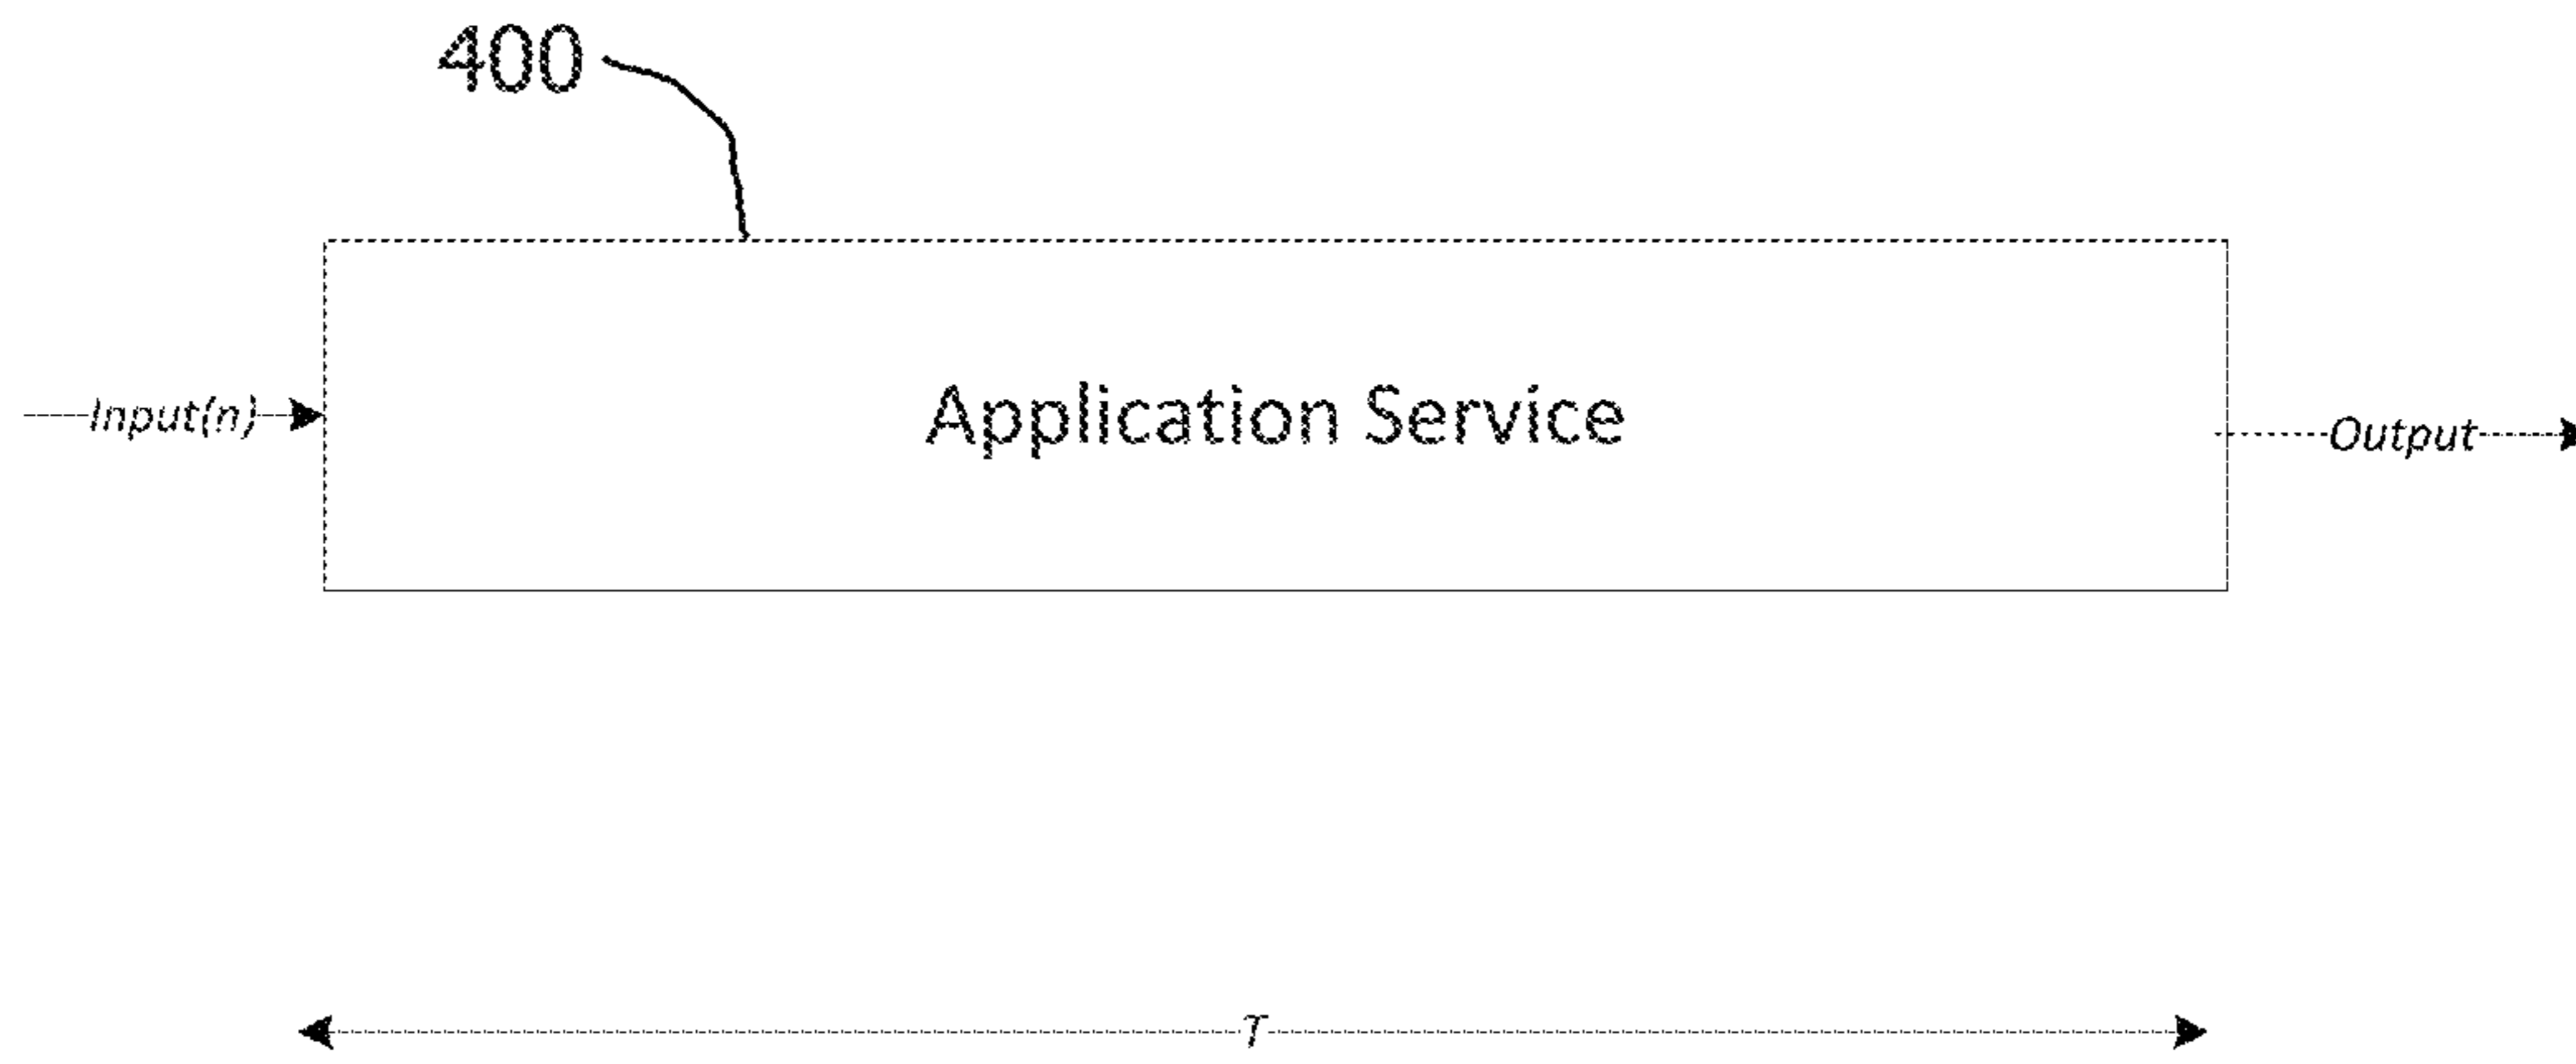 400
Input(n)
Application Service
Output
T